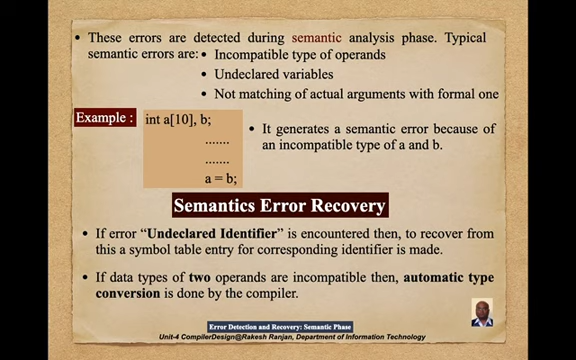 • These errors are detected during semantic analysis phase. Typical
semantic errors are: • Incompatible type of operands
• Undeclared variables
• Not matching of actual arguments with formal one
Example : int a[10], b;
.......
.......
a = b;
• It generates a semantic error because of
an incompatible type of a and b.
Semantics Error Recovery
• If error “Undeclared Identifier” is encountered then, to recover from
this a symbol table entry for corresponding identifier is made.
• If data types of two operands are incompatible then, automatic type
conversion is done by the compiler.
Error Detection and Recovery: Semantic Phase
Unit-4 CompilerDesign@Rakesh Ranjan, Department of Information Technology